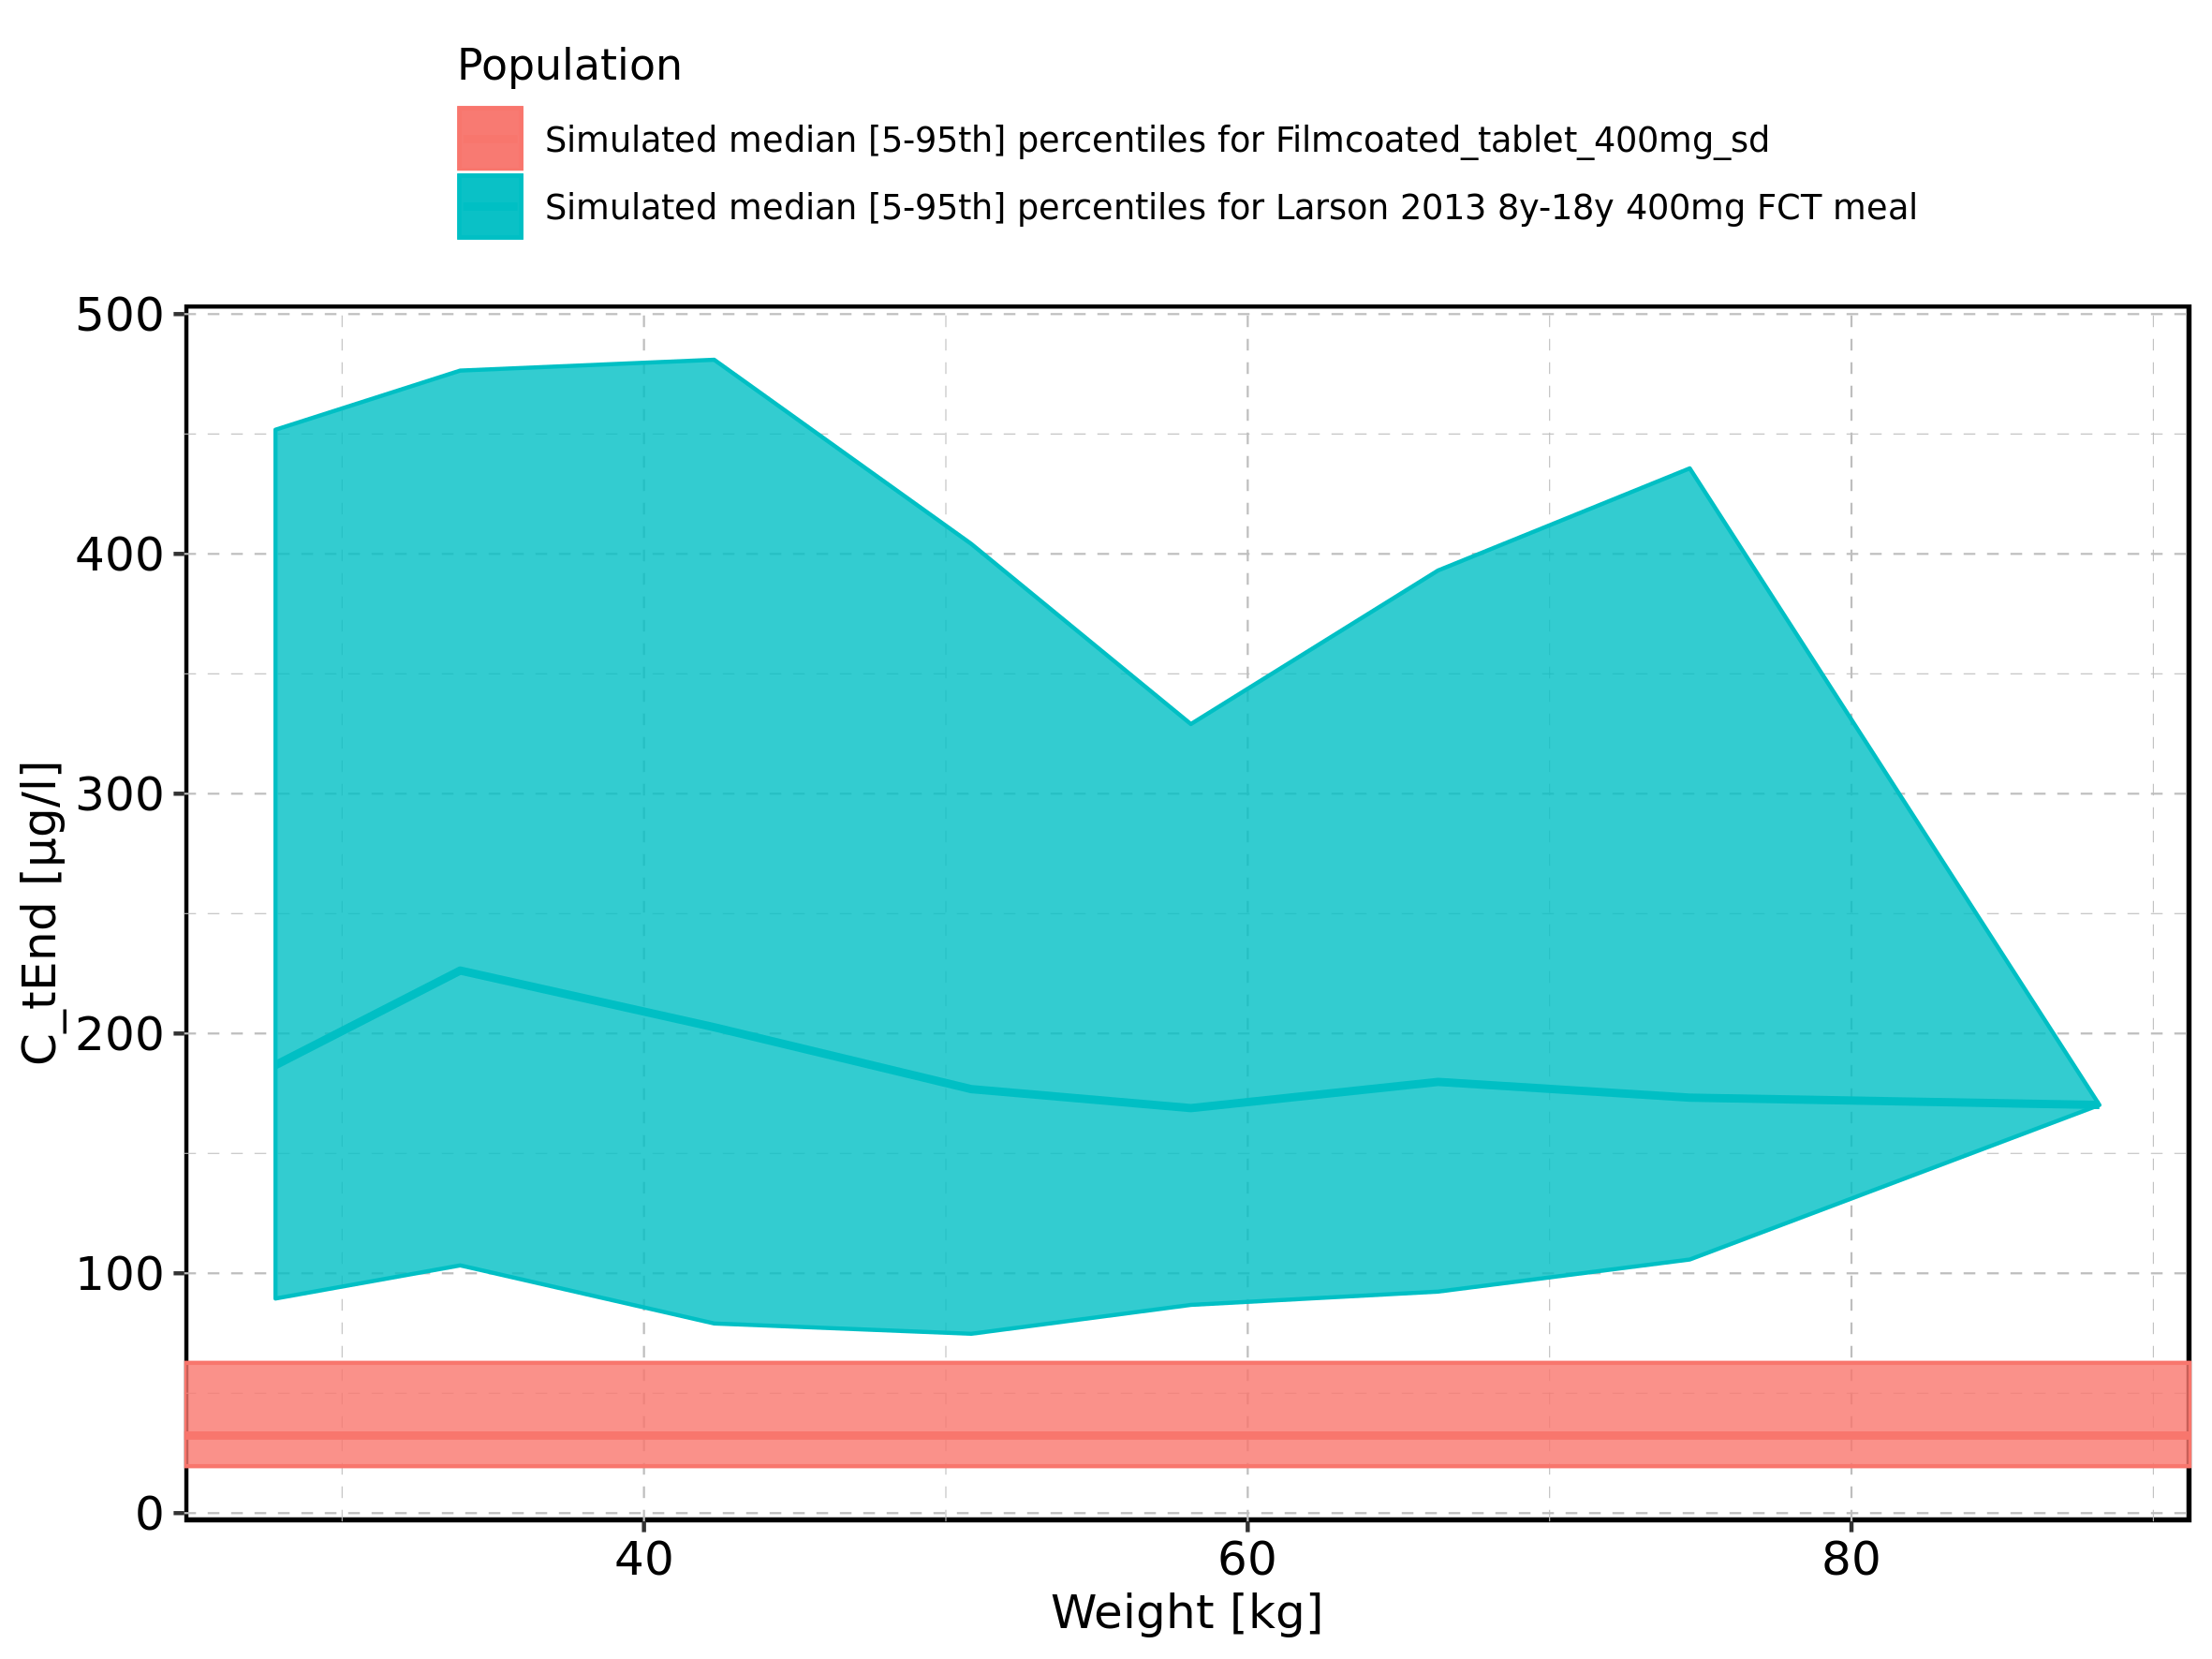 Population
Simulated median [5-95th] percentiles for Filmcoated_tablet_400mg_sd
Simulated median [5-95th] percentiles for Larson 2013 8y-18y 400mg FCT meal
500
400
300
200
100
0
C_tEnd [µg/l]
40 60 80
Weight [kg]